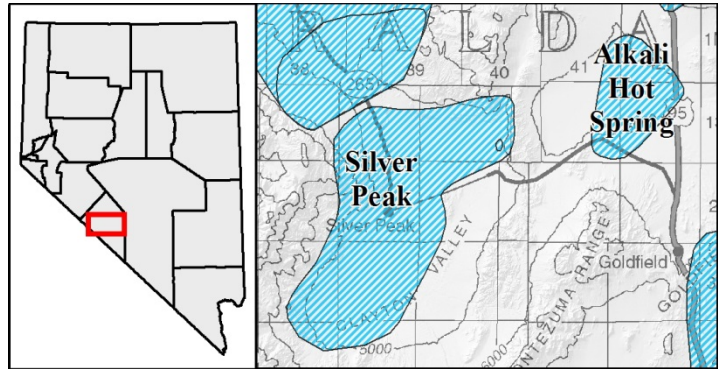 R A L D A
38
265
39
40
41
Alkali
Hot
Spring
95
Silver
Peak
Silver Peak
CLAYTON VALLEY
MONTEZUMA (RANGE)
Goldfield
5000
6000